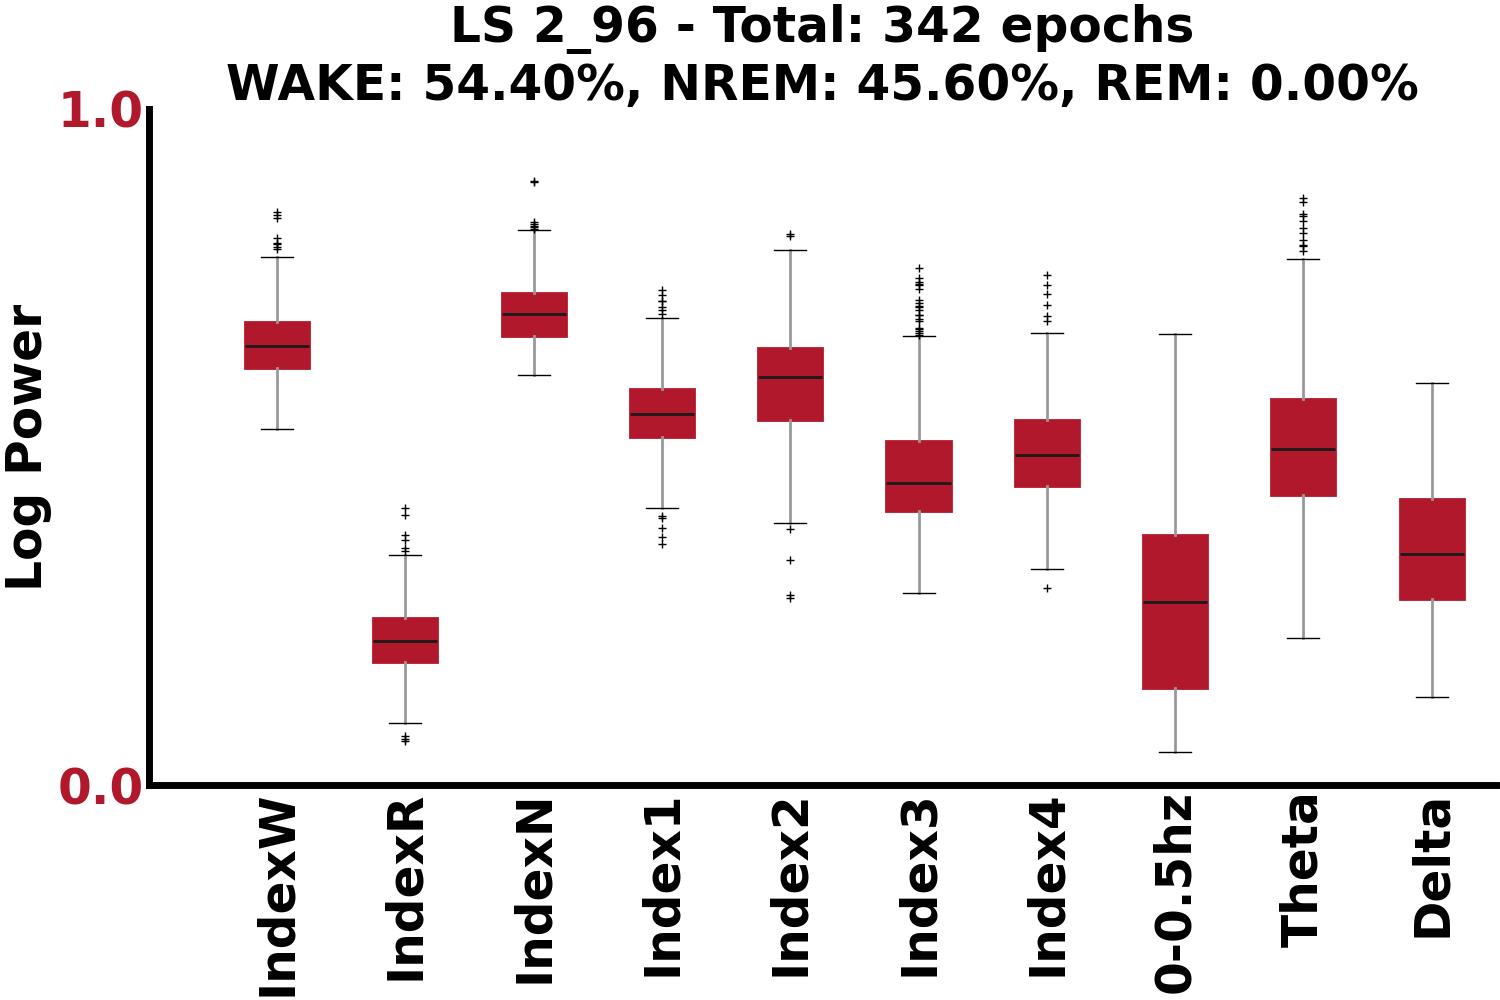 LS 2_96 - Total: 342 epochs
WAKE: 54.40%, NREM: 45.60%, REM: 0.00%
1.0
Log Power
0.0
IndexW
IndexR
IndexN
Index1
Index2
Index3
Index4
0-0.5hz
Theta
Delta